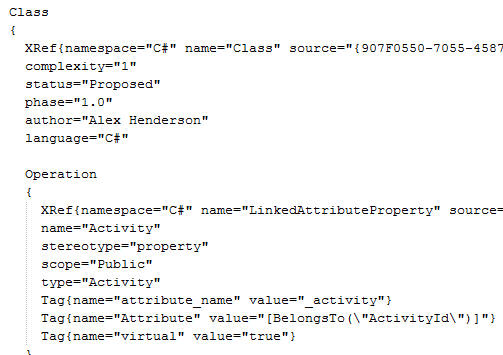 Class
{
XRef{namespace="C#" name="Class" source="{907F0550-7055-4587
complexity="1"
status="Proposed"
phase="1.0"
author="Alex Henderson"
language="C#"
Operation
{
XRef{namespace="C#" name="LinkedAttributeProperty" source=
name="Activity"
stereotype="property"
scope="Public"
type="Activity"
Tag{name="attribute_name" value="_activity"}
Tag{name="Attribute" value="[BelongsTo(\"ActivityId\")]"}
Tag{name="virtual" value="true"}
}